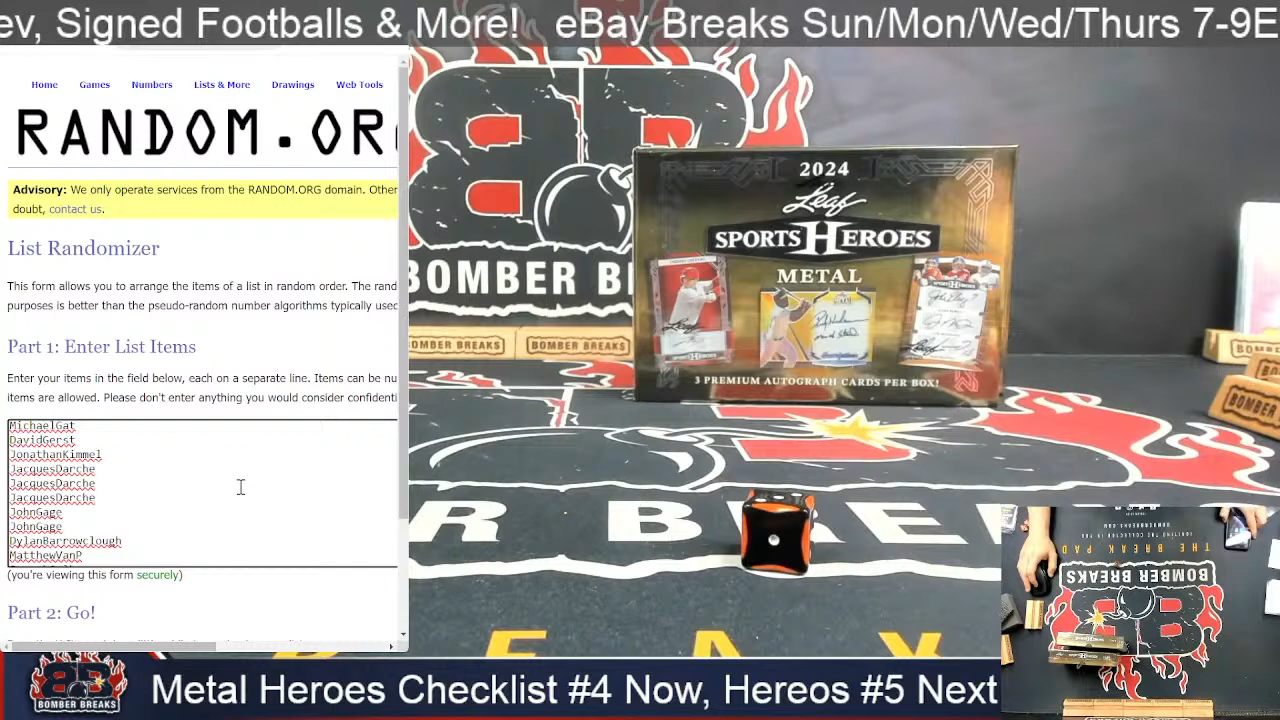 ev, Signed Footballs & More!   eBay Breaks Sun/Mon/Wed/Thurs 7-9E
Home Games Numbers Lists & More Drawings Web Tools
RANDOM.OR
Advisory: We only operate services from the RANDOM.ORG domain. Other
doubt, contact us.
List Randomizer
This form allows you to arrange the items of a list in random order. The rand
purposes is better than the pseudo-random number algorithms typically used
Part 1: Enter List Items
Enter your items in the field below, each on a separate line. Items can be nu
items are allowed. Please don't enter anything you would consider confidenti
MichaelGat
DavidGerst
JonathanKimmel
JacquesDarche
JacquesDarche
JacquesDarche
JohnGage
JohnGage
DylanBarrowclough
MatthewVanP
(you're viewing this form securely)
Part 2: Go!
BOMBER BREAKS
BOMBER BREAKS
BOMBER BREAKS
2024
Leaf
SPORTS HEROES
METAL
3 PREMIUM AUTOGRAPH CARDS PER BOX!
THE BREAK PAD
BOMBER BREAKS
BOMBER BREAKS
Metal Heroes Checklist #4 Now, Hereos #5 Next